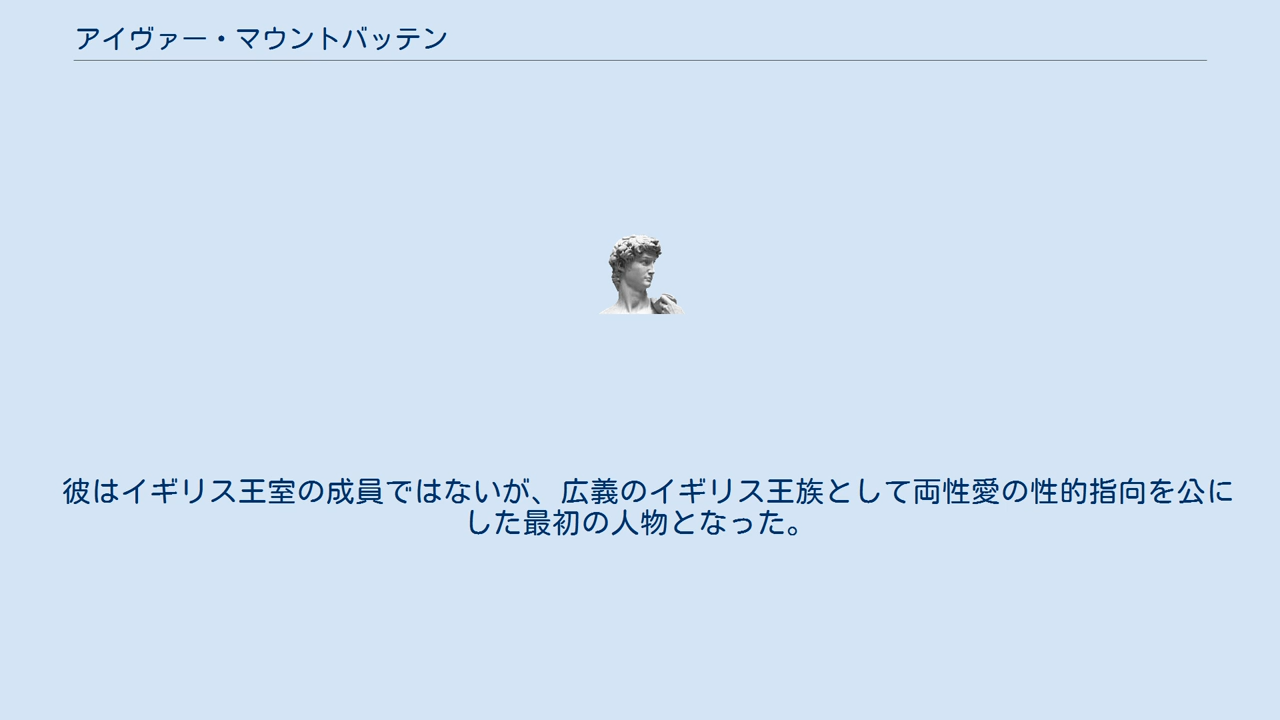 アイヴァー・マウントバッテン
彼はイギリス王室の成員ではないが、広義のイギリス王族として両性愛の性的指向を公に
した最初の人物となった。